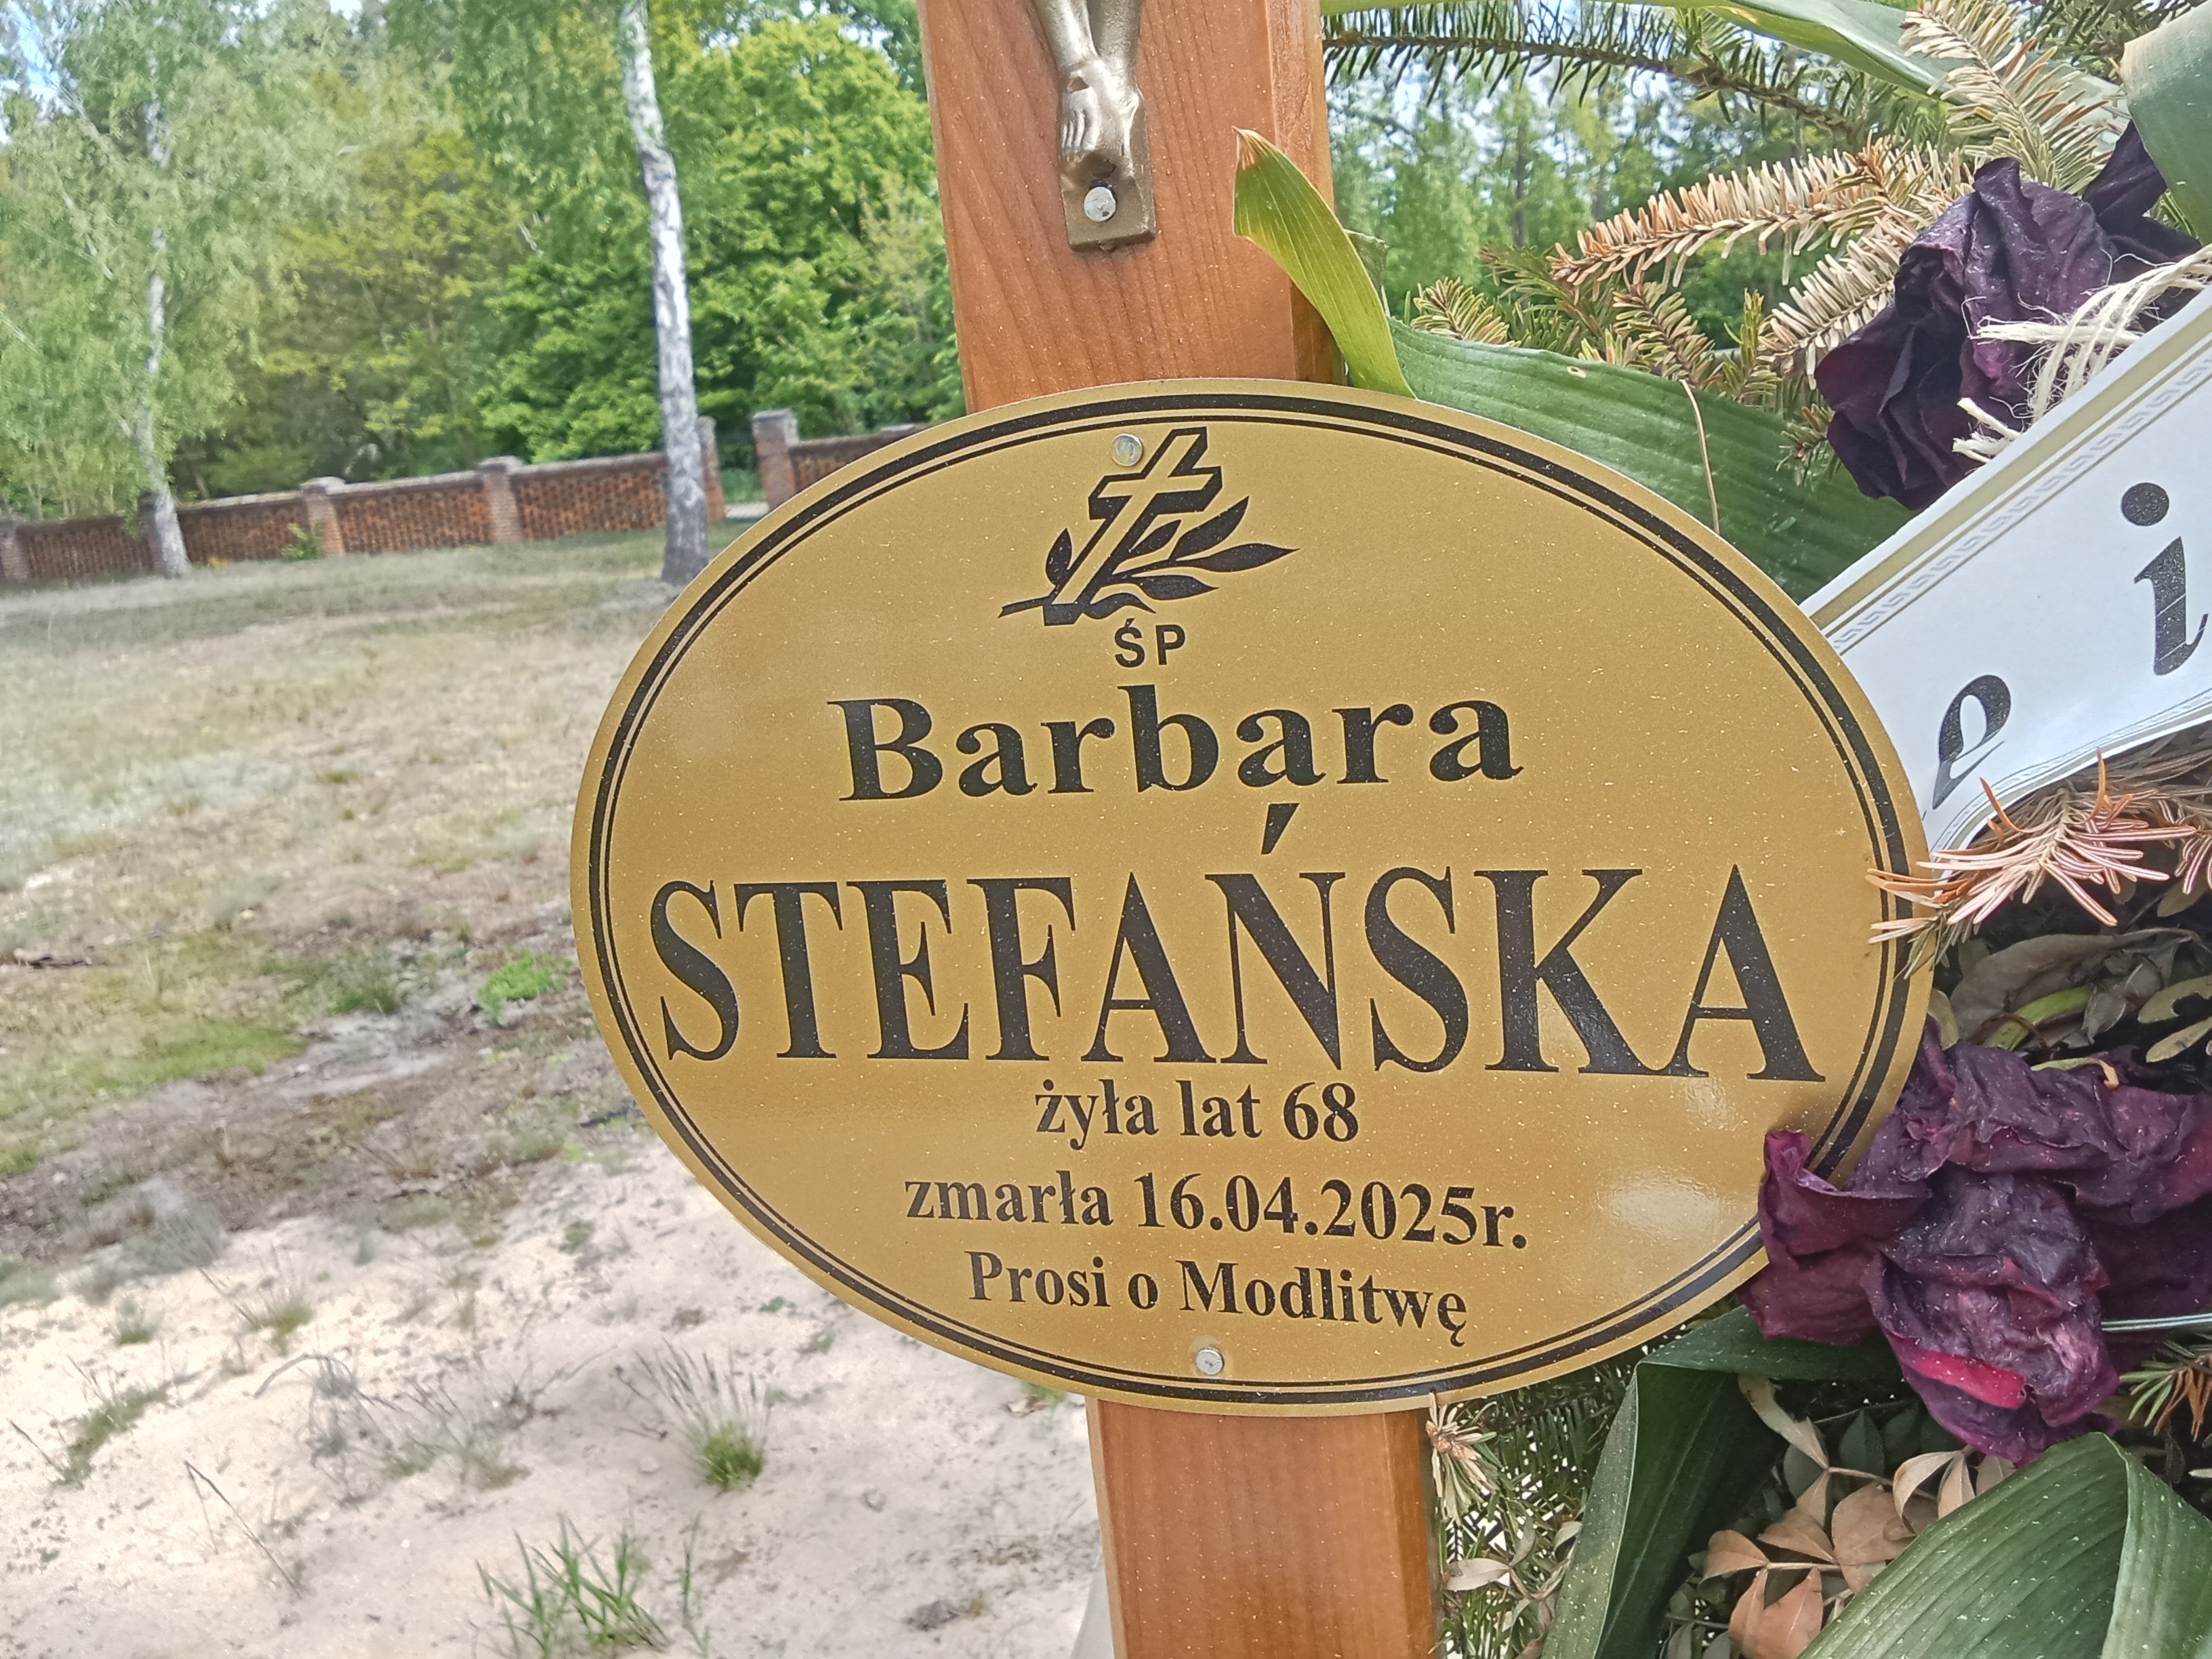 ŚP
Barbara
STEFAŃSKA
żyła lat 68
zmarła 16.04.2025r.
Prosi o Modlitwę
e i